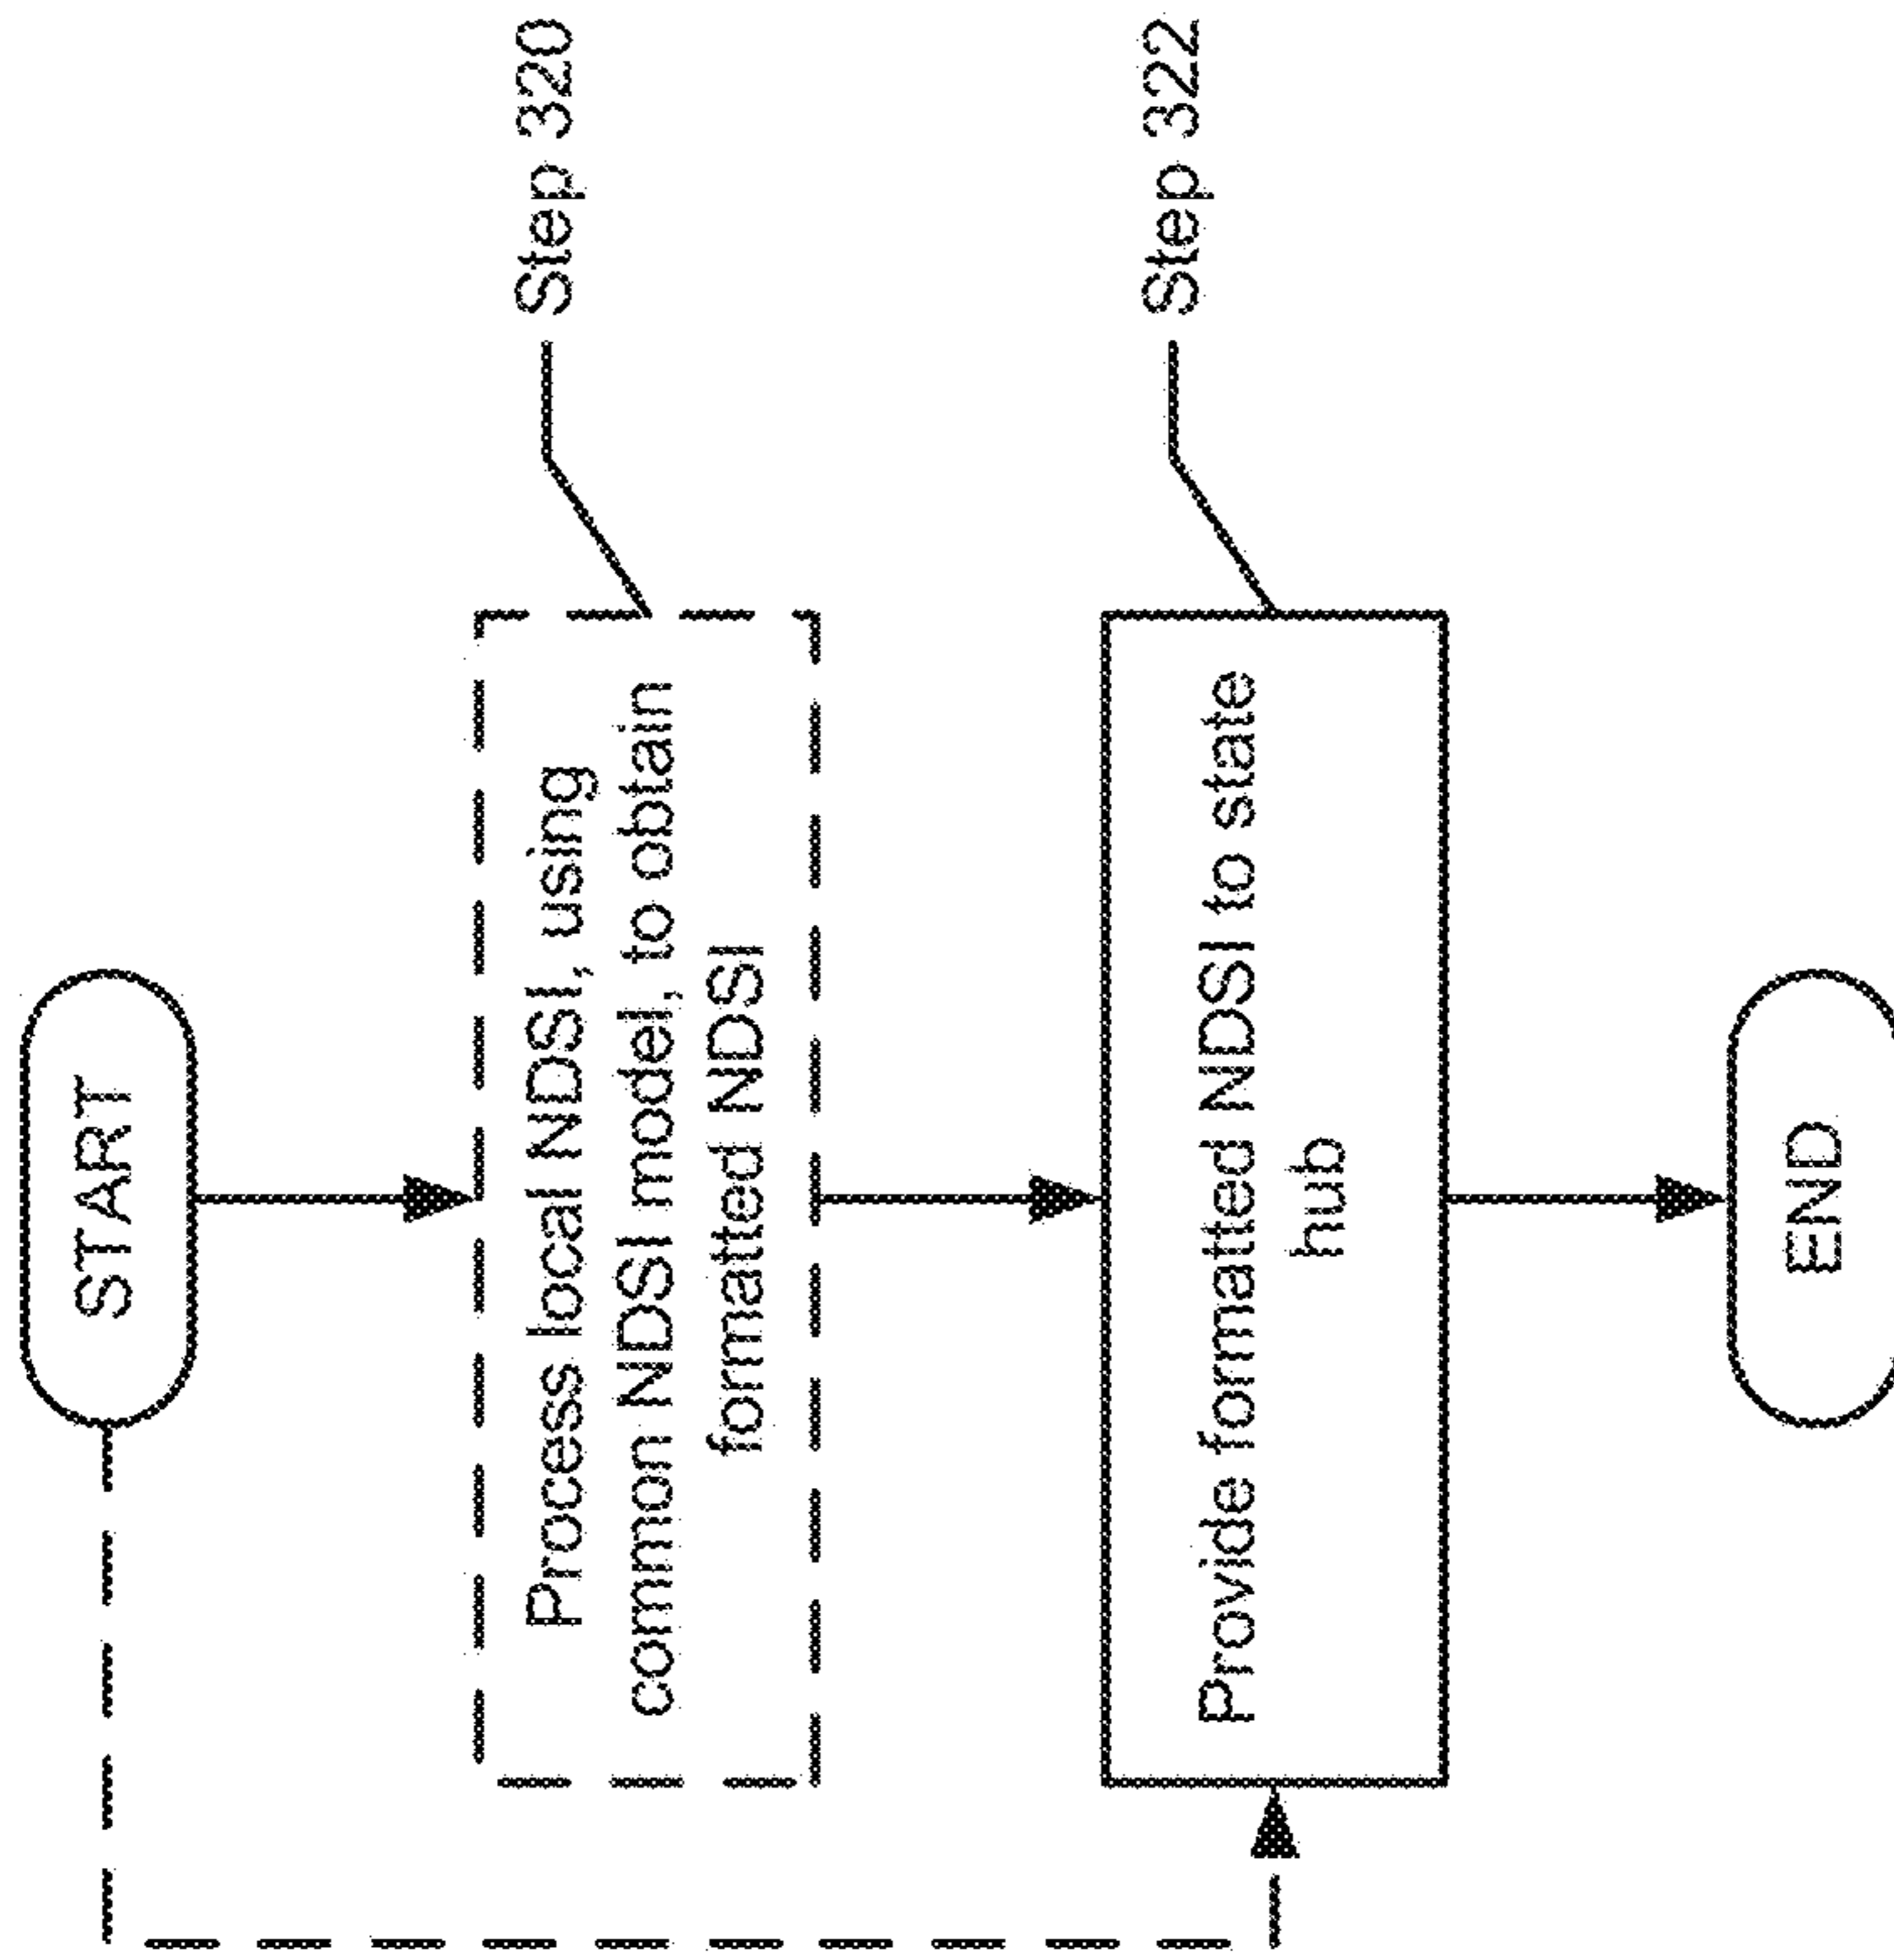 START
Process local NDSI, using
common NDSI model, to obtain
formatted NDSI
Step 320
Provide formatted NDSI to state
hub
Step 322
END